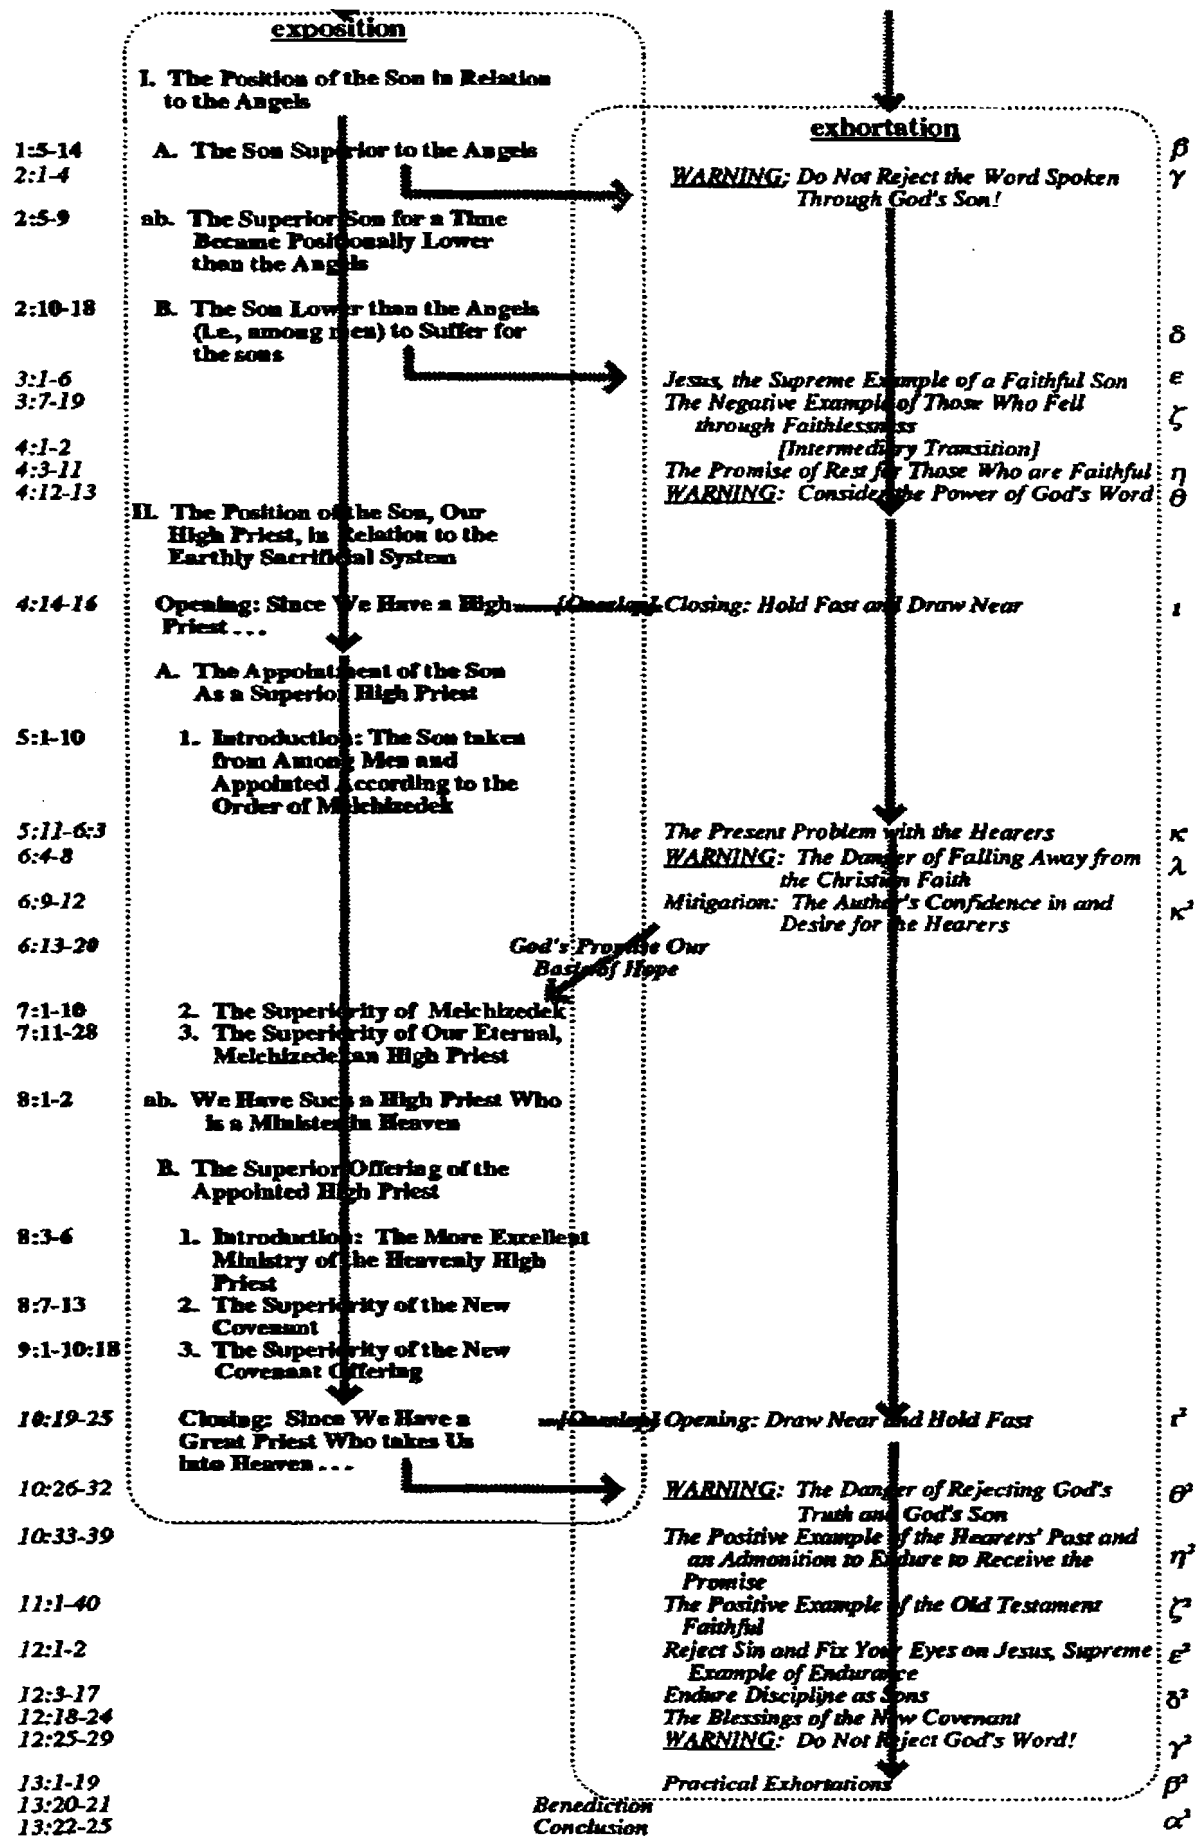 exposition
I. The Position of the Son in Relation
to the Angels
exhortation
1:5-14 A. The Son Superior to the Angels β
2:1-4 WARNING: Do Not Reject the Word Spoken γ
Through God's Son!
2:5-9 ab. The Superior Son for a Time
Became Positionally Lower
than the Angels
2:10-18 B. The Son Lower than the Angels
(i.e., among men) to Suffer for δ
the sons
3:1-6 Jesus, the Supreme Example of a Faithful Son ε
3:7-19 The Negative Example of Those Who Fell ζ
through Faithlessness
4:1-2 [Intermediary Transition]
4:3-11 The Promise of Rest for Those Who are Faithful η
4:12-13 WARNING: Consider the Power of God's Word θ
II. The Position of the Son, Our
High Priest, in Relation to the
Earthly Sacrificial System
4:14-16 Opening: Since We Have a High [Overlap] Closing: Hold Fast and Draw Near ι
Priest . . .
A. The Appointment of the Son
As a Superior High Priest
5:1-10 1. Introduction: The Son taken
from Among Men and
Appointed According to the
Order of Melchizedek
5:11-6:3 The Present Problem with the Hearers κ
6:4-8 WARNING: The Danger of Falling Away from λ
the Christian Faith
6:9-12 Mitigation: The Author's Confidence in and κ²
Desire for the Hearers
6:13-20 God's Promise Our
Basis of Hope
7:1-10 2. The Superiority of Melchizedek
7:11-28 3. The Superiority of Our Eternal,
Melchizedekan High Priest
8:1-2 ab. We Have Such a High Priest Who
is a Minister in Heaven
B. The Superior Offering of the
Appointed High Priest
8:3-6 1. Introduction: The More Excellent
Ministry of the Heavenly High
Priest
8:7-13 2. The Superiority of the New
Covenant
9:1-10:18 3. The Superiority of the New
Covenant Offering
10:19-25 Closing: Since We Have a [Overlap] Opening: Draw Near and Hold Fast ι²
Great Priest Who takes Us
into Heaven . . .
10:26-32 WARNING: The Danger of Rejecting God's θ²
Truth and God's Son
10:33-39 The Positive Example of the Hearers' Past and
an Admonition to Endure to Receive the η²
Promise
11:1-40 The Positive Example of the Old Testament ζ²
Faithful
12:1-2 Reject Sin and Fix Your Eyes on Jesus, Supreme ε²
Example of Endurance
12:3-17 Endure Discipline as Sons δ²
12:18-24 The Blessings of the New Covenant
12:25-29 WARNING: Do Not Reject God's Word! γ²
13:1-19 Practical Exhortations β²
13:20-21 Benediction
13:22-25 Conclusion α²